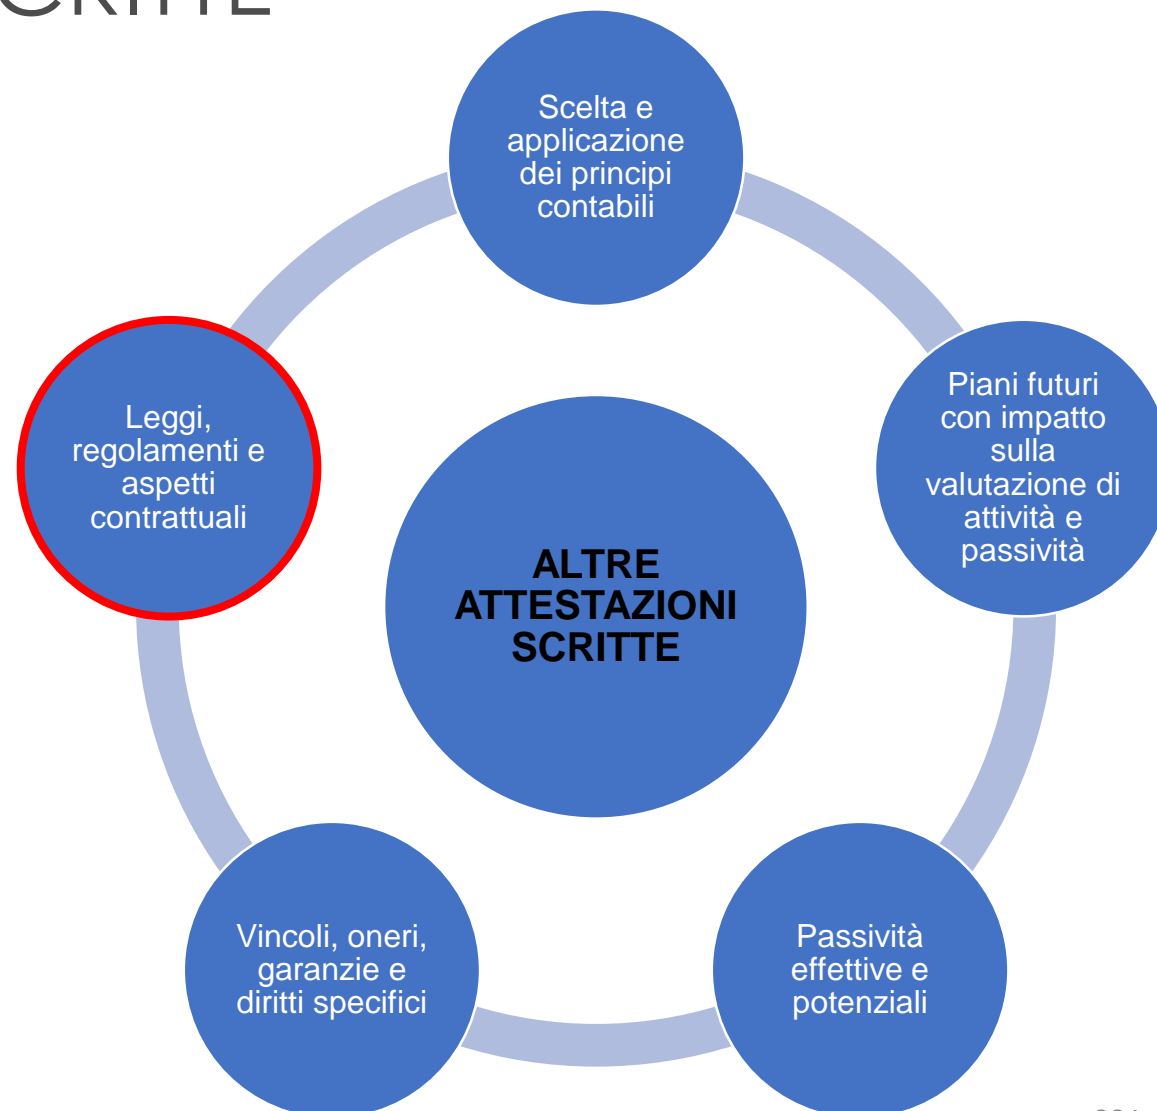 Scelta e
applicazione
dei principi
contabili
Piani futuri
con impatto
sulla
valutazione di
attività e
passività
Leggi,
regolamenti e
aspetti
contrattuali
ALTRE
ATTESTAZIONI
SCRITTE
Vincoli, oneri,
garanzie e
diritti specifici
Passività
effettive e
potenziali